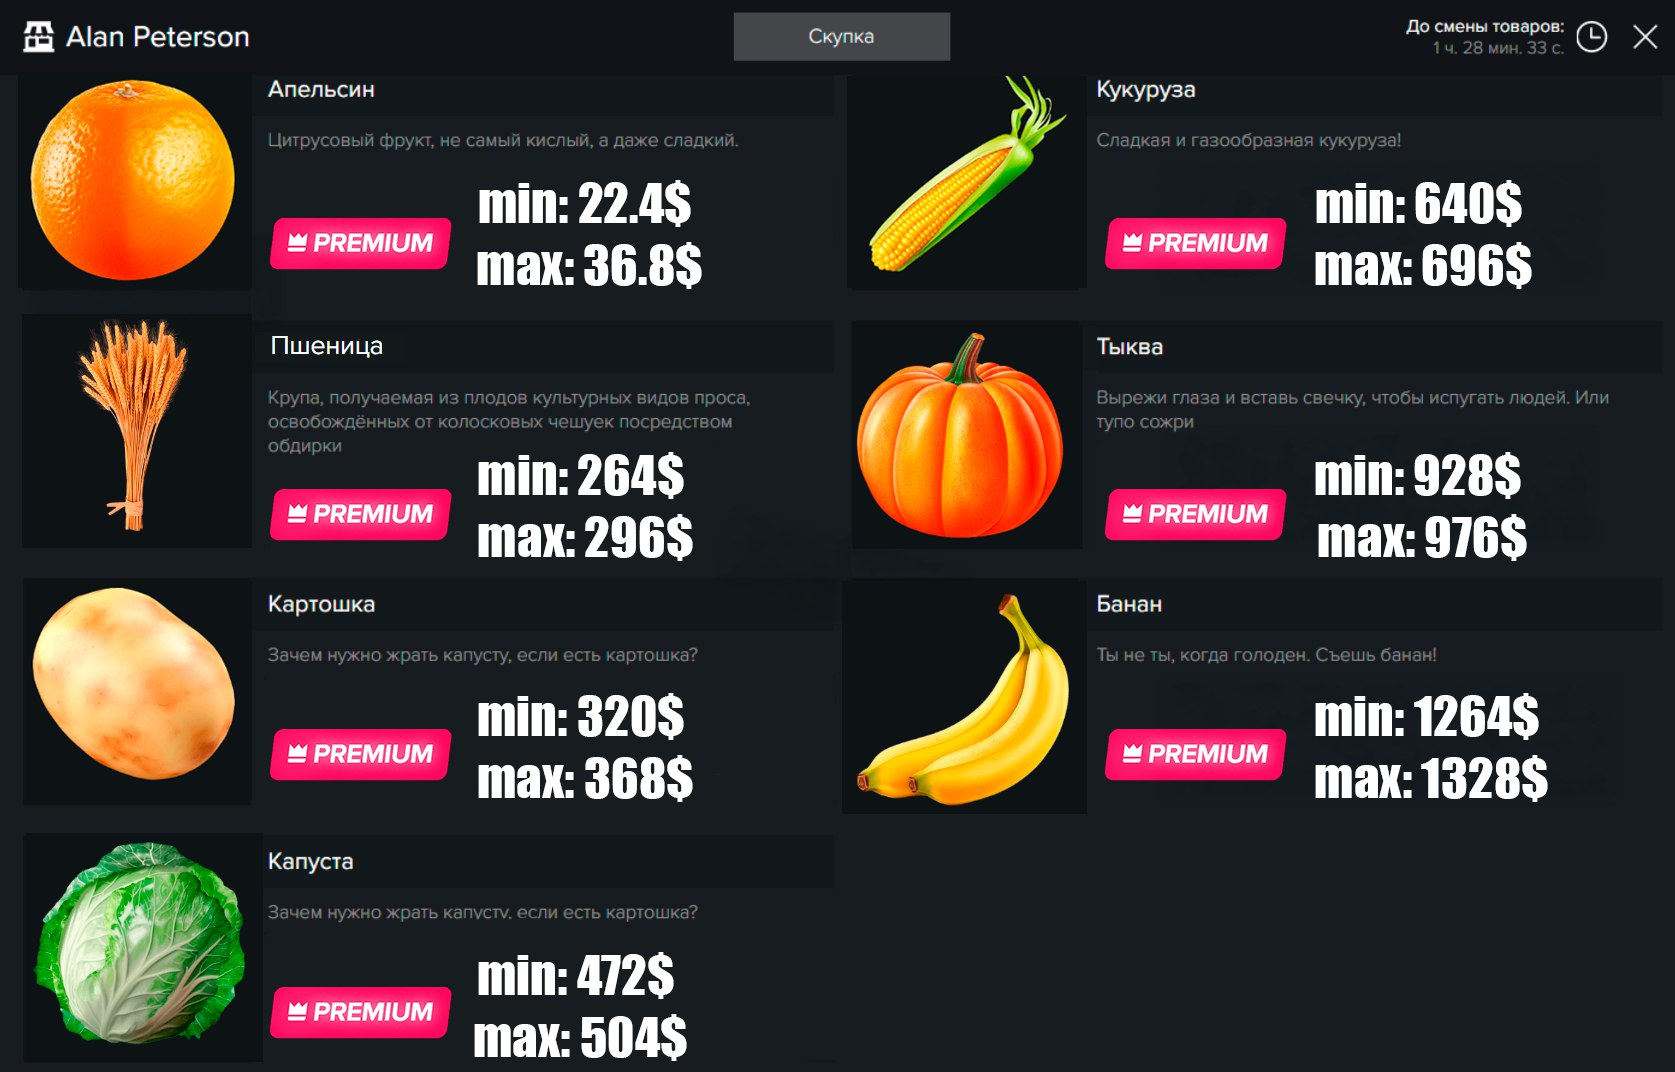 Alan Peterson
Скупка
До смены товаров:
1 ч. 28 мин. 33 с.
Апельсин
Цитрусовый фрукт, не самый кислый, а даже сладкий.
PREMIUM
min: 22.4$
max: 36.8$
Кукуруза
Сладкая и газообразная кукуруза!
PREMIUM
min: 640$
max: 696$
Пшеница
Крупа, получаемая из плодов культурных видов проса,
освобождённых от колосковых чешуек посредством
обдирки
PREMIUM
min: 264$
max: 296$
Тыква
Вырежи глаза и вставь свечку, чтобы испугать людей. Или
тупо сожри
PREMIUM
min: 928$
max: 976$
Картошка
Зачем нужно жрать капусту, если есть картошка?
PREMIUM
min: 320$
max: 368$
Банан
Ты не ты, когда голоден. Съешь банан!
PREMIUM
min: 1264$
max: 1328$
Капуста
Зачем нужно жрать капусту, если есть картошка?
PREMIUM
min: 472$
max: 504$